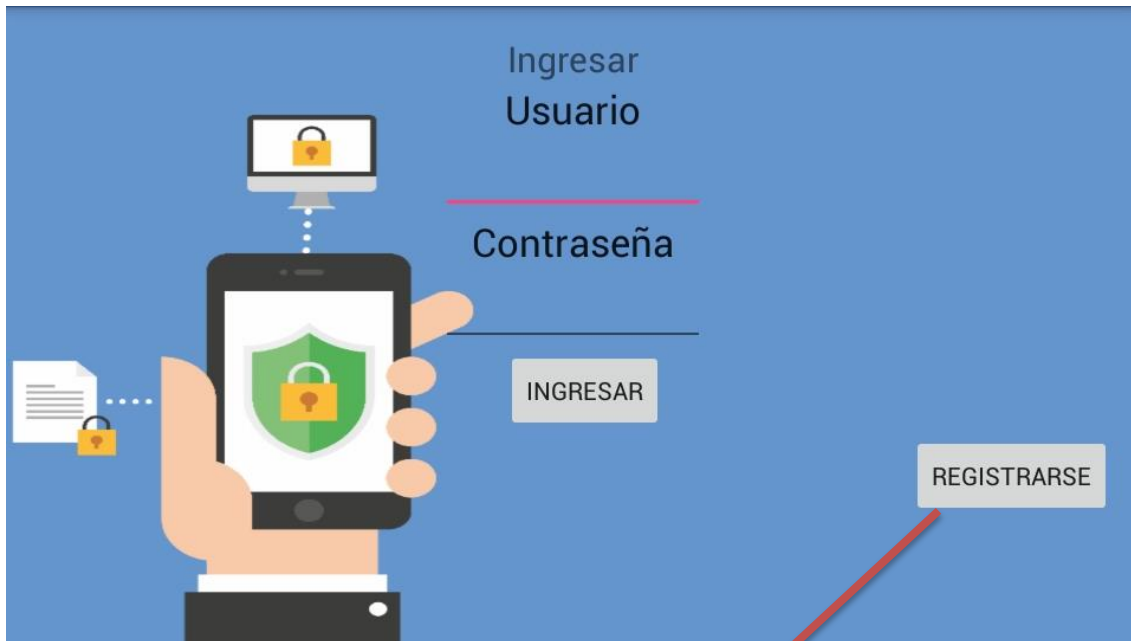 Ingresar
Usuario
Contraseña
INGRESAR
REGISTRARSE